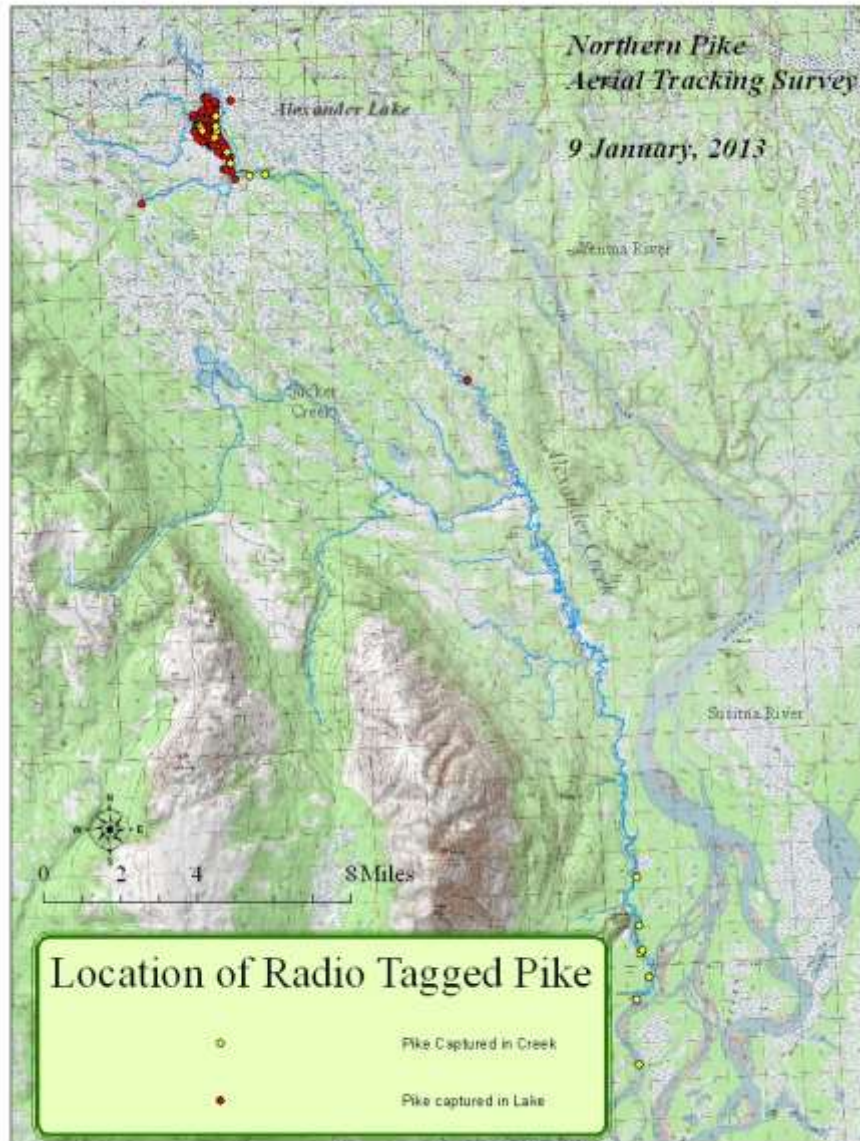 Northern Pike
Aerial Tracking Survey
9 January, 2013
Alexander Lake
Yentna River
Sucker
Creek
Alexander Creek
Susitna River
N
W
E
S
0 2 4 8 Miles
Location of Radio Tagged Pike
Pike Captured in Creek
Pike captured in Lake